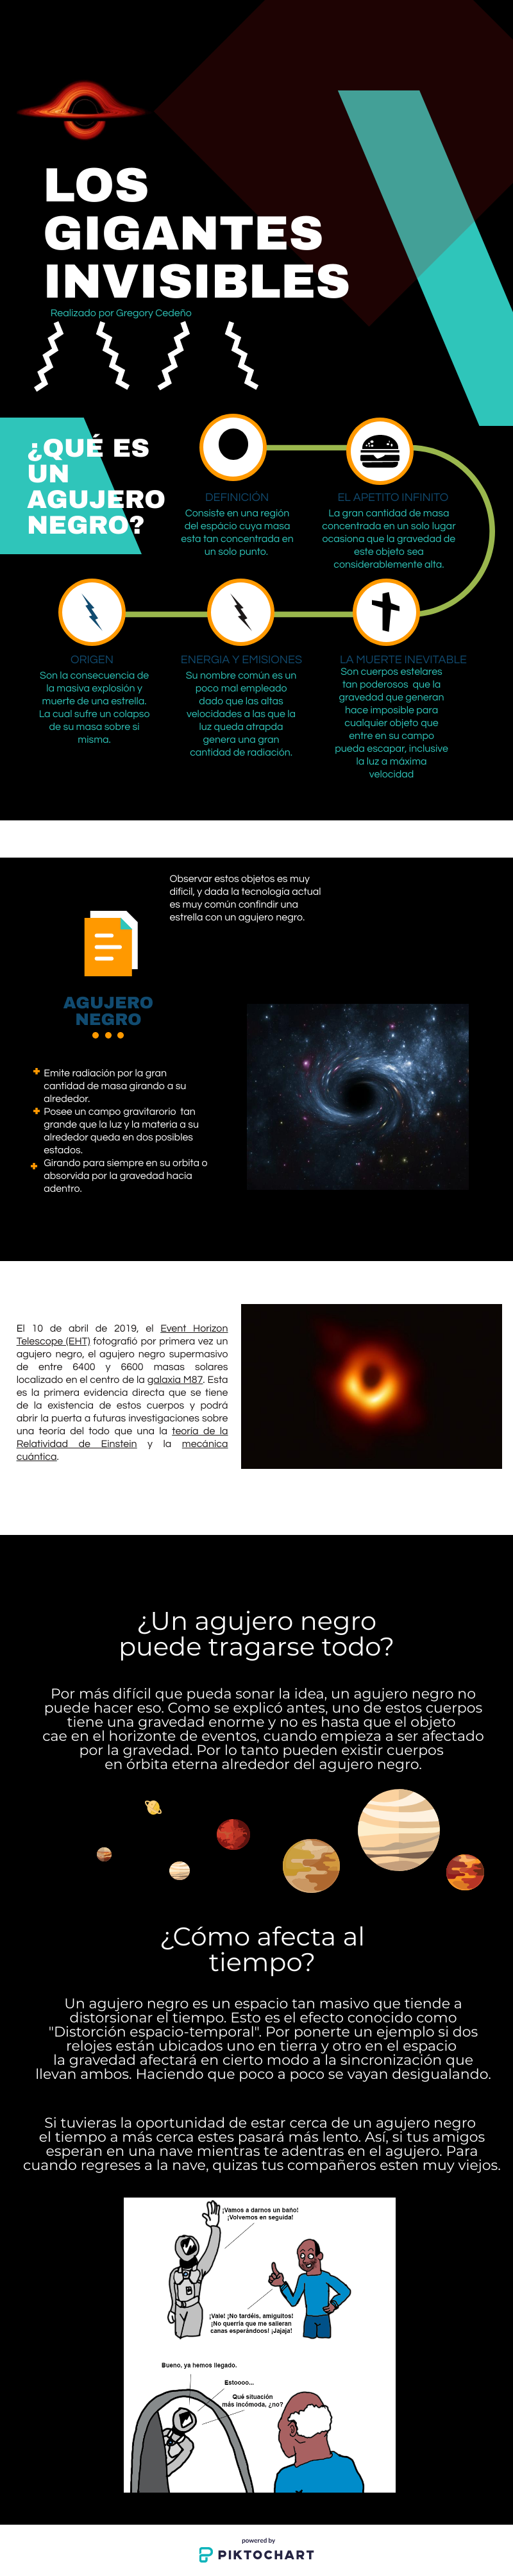 LOS
GIGANTES
INVISIBLES
Realizado por Gregory Cedeño
¿QUÉ ES
UN
AGUJERO
NEGRO?
DEFINICIÓN
Consiste en una región
del espácio cuya masa
esta tan concentrada en
un solo punto.
EL APETITO INFINITO
La gran cantidad de masa
concentrada en un solo lugar
ocasiona que la gravedad de
este objeto sea
considerablemente alta.
ORIGEN
Son la consecuencia de
la masiva explosión y
muerte de una estrella.
La cual sufre un colapso
de su masa sobre si
misma.
ENERGIA Y EMISIONES
Su nombre común es un
poco mal empleado
dado que las altas
velocidades a las que la
luz queda atrapda
genera una gran
cantidad de radiación.
LA MUERTE INEVITABLE
Son cuerpos estelares
tan poderosos que la
gravedad que generan
hace imposible para
cualquier objeto que
entre en su campo
pueda escapar, inclusive
la luz a máxima
velocidad
Observar estos objetos es muy
dificil, y dada la tecnología actual
es muy común confindir una
estrella con un agujero negro.
AGUJERO
NEGRO
Emite radiación por la gran
cantidad de masa girando a su
alrededor.
Posee un campo gravitarorio tan
grande que la luz y la materia a su
alrededor queda en dos posibles
estados.
Girando para siempre en su orbita o
absorvida por la gravedad hacia
adentro.
El 10 de abril de 2019, el Event Horizon
Telescope (EHT) fotografió por primera vez un
agujero negro, el agujero negro supermasivo
de entre 6400 y 6600 masas solares
localizado en el centro de la galaxia M87. Esta
es la primera evidencia directa que se tiene
de la existencia de estos cuerpos y podrá
abrir la puerta a futuras investigaciones sobre
una teoría del todo que una la teoría de la
Relatividad de Einstein y la mecánica
cuántica.
¿Un agujero negro
puede tragarse todo?
Por más difícil que pueda sonar la idea, un agujero negro no
puede hacer eso. Como se explicó antes, uno de estos cuerpos
tiene una gravedad enorme y no es hasta que el objeto
cae en el horizonte de eventos, cuando empieza a ser afectado
por la gravedad. Por lo tanto pueden existir cuerpos
en órbita eterna alrededor del agujero negro.
¿Cómo afecta al
tiempo?
Un agujero negro es un espacio tan masivo que tiende a
distorsionar el tiempo. Esto es el efecto conocido como
"Distorción espacio-temporal". Por ponerte un ejemplo si dos
relojes están ubicados uno en tierra y otro en el espacio
la gravedad afectará en cierto modo a la sincronización que
llevan ambos. Haciendo que poco a poco se vayan desigualando.
Si tuvieras la oportunidad de estar cerca de un agujero negro
el tiempo a más cerca estes pasará más lento. Así, si tus amigos
esperan en una nave mientras te adentras en el agujero. Para
cuando regreses a la nave, quizas tus compañeros esten muy viejos.
¡Vamos a darnos un baño!
¡Volvemos en seguida!
¡Vale! ¡No tardéis, amiguitos!
¡No querría que me salieran
canas esperándoos! ¡Jajaja!
Bueno, ya hemos llegado.
Estoooo...
Qué situación
más incómoda, ¿no?
powered by
PIKTOCHART